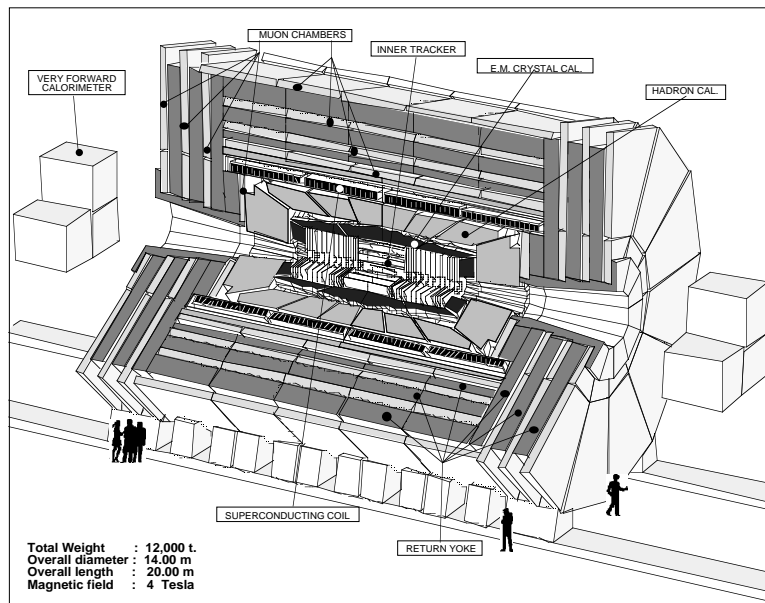 MUON CHAMBERS
INNER TRACKER
E.M. CRYSTAL CAL.
VERY FORWARD
CALORIMETER
HADRON CAL.
SUPERCONDUCTING COIL
RETURN YOKE
Total Weight : 12,000 t.
Overall diameter : 14.00 m
Overall length : 20.00 m
Magnetic field : 4 Tesla